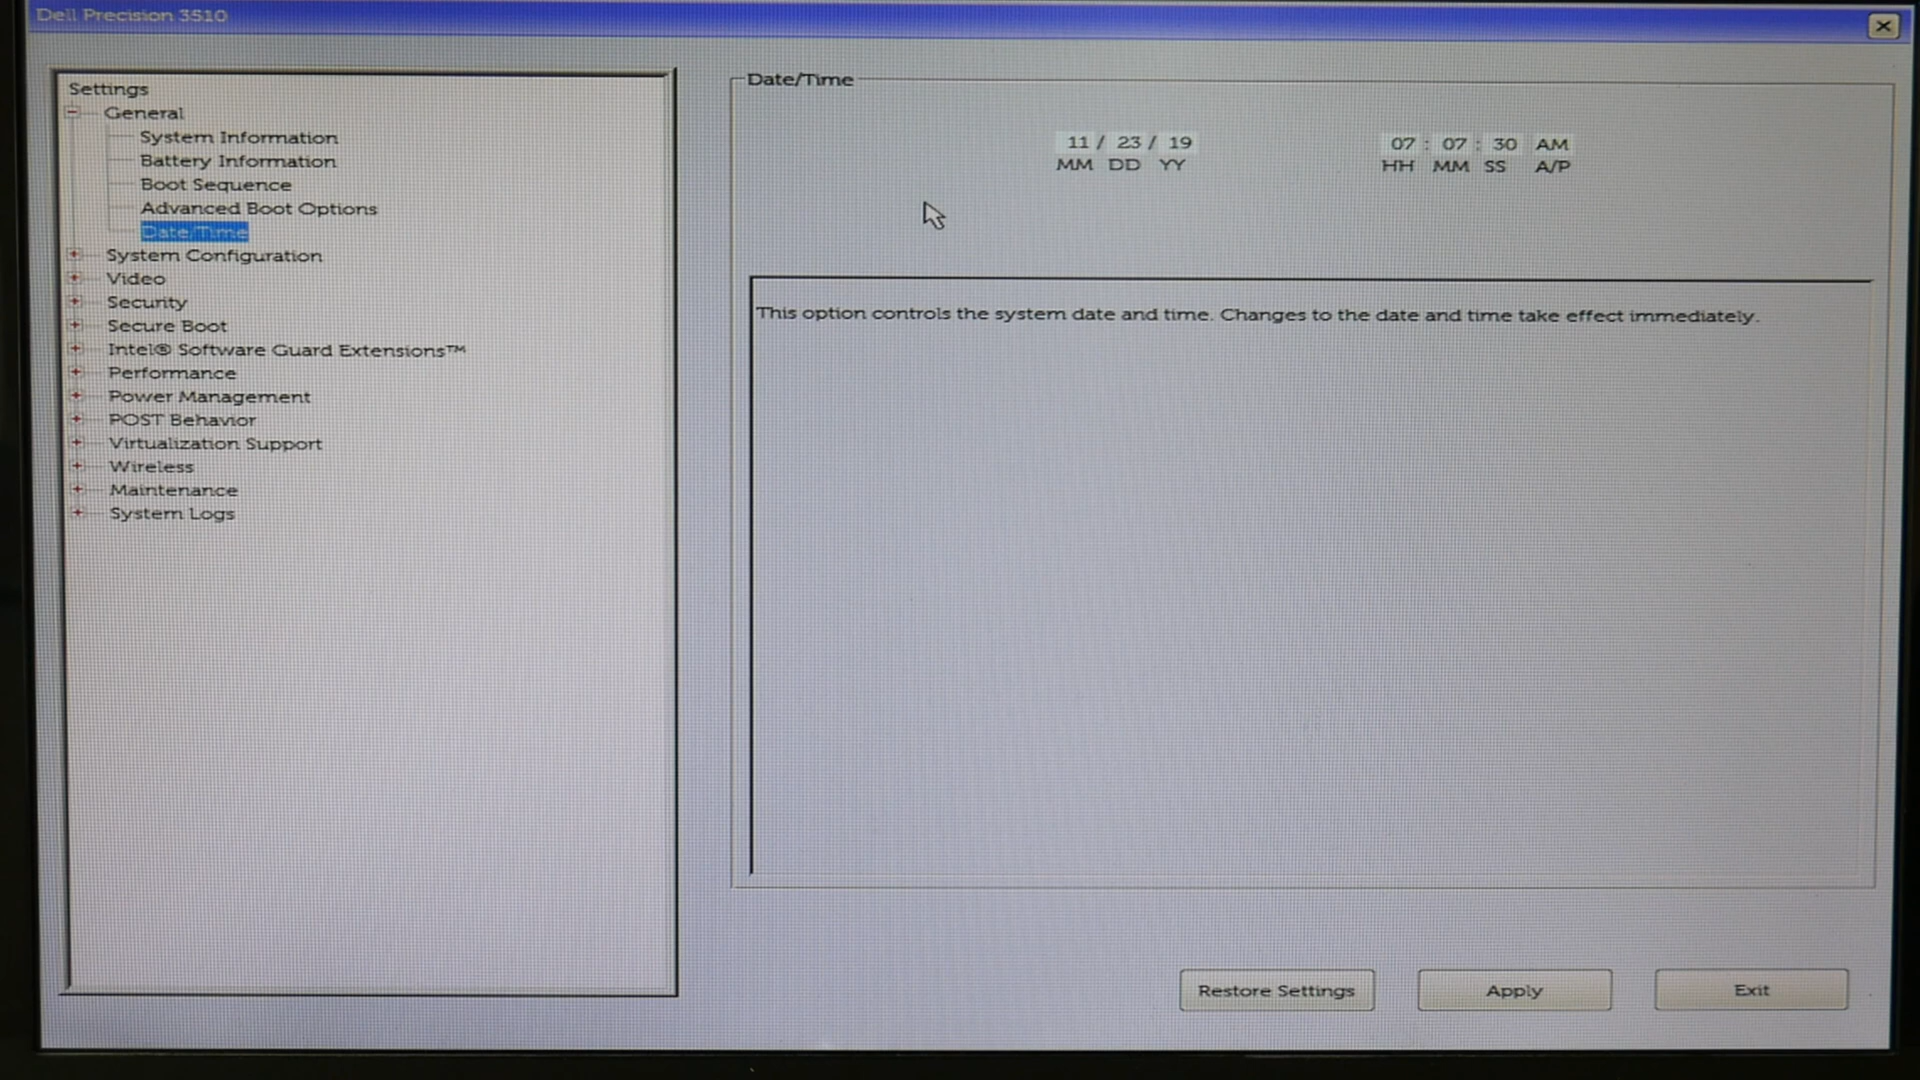 Dell Precision 3510
Settings
General
System Information
Battery Information
Boot Sequence
Advanced Boot Options
Date/Time
System Configuration
Video
Security
Secure Boot
Intel® Software Guard Extensions™
Performance
Power Management
POST Behavior
Virtualization Support
Wireless
Maintenance
System Logs
Date/Time
11 / 23 / 19 07 : 07 : 30 AM
MM DD YY HH MM SS A/P
This option controls the system date and time. Changes to the date and time take effect immediately.
Restore Settings Apply Exit